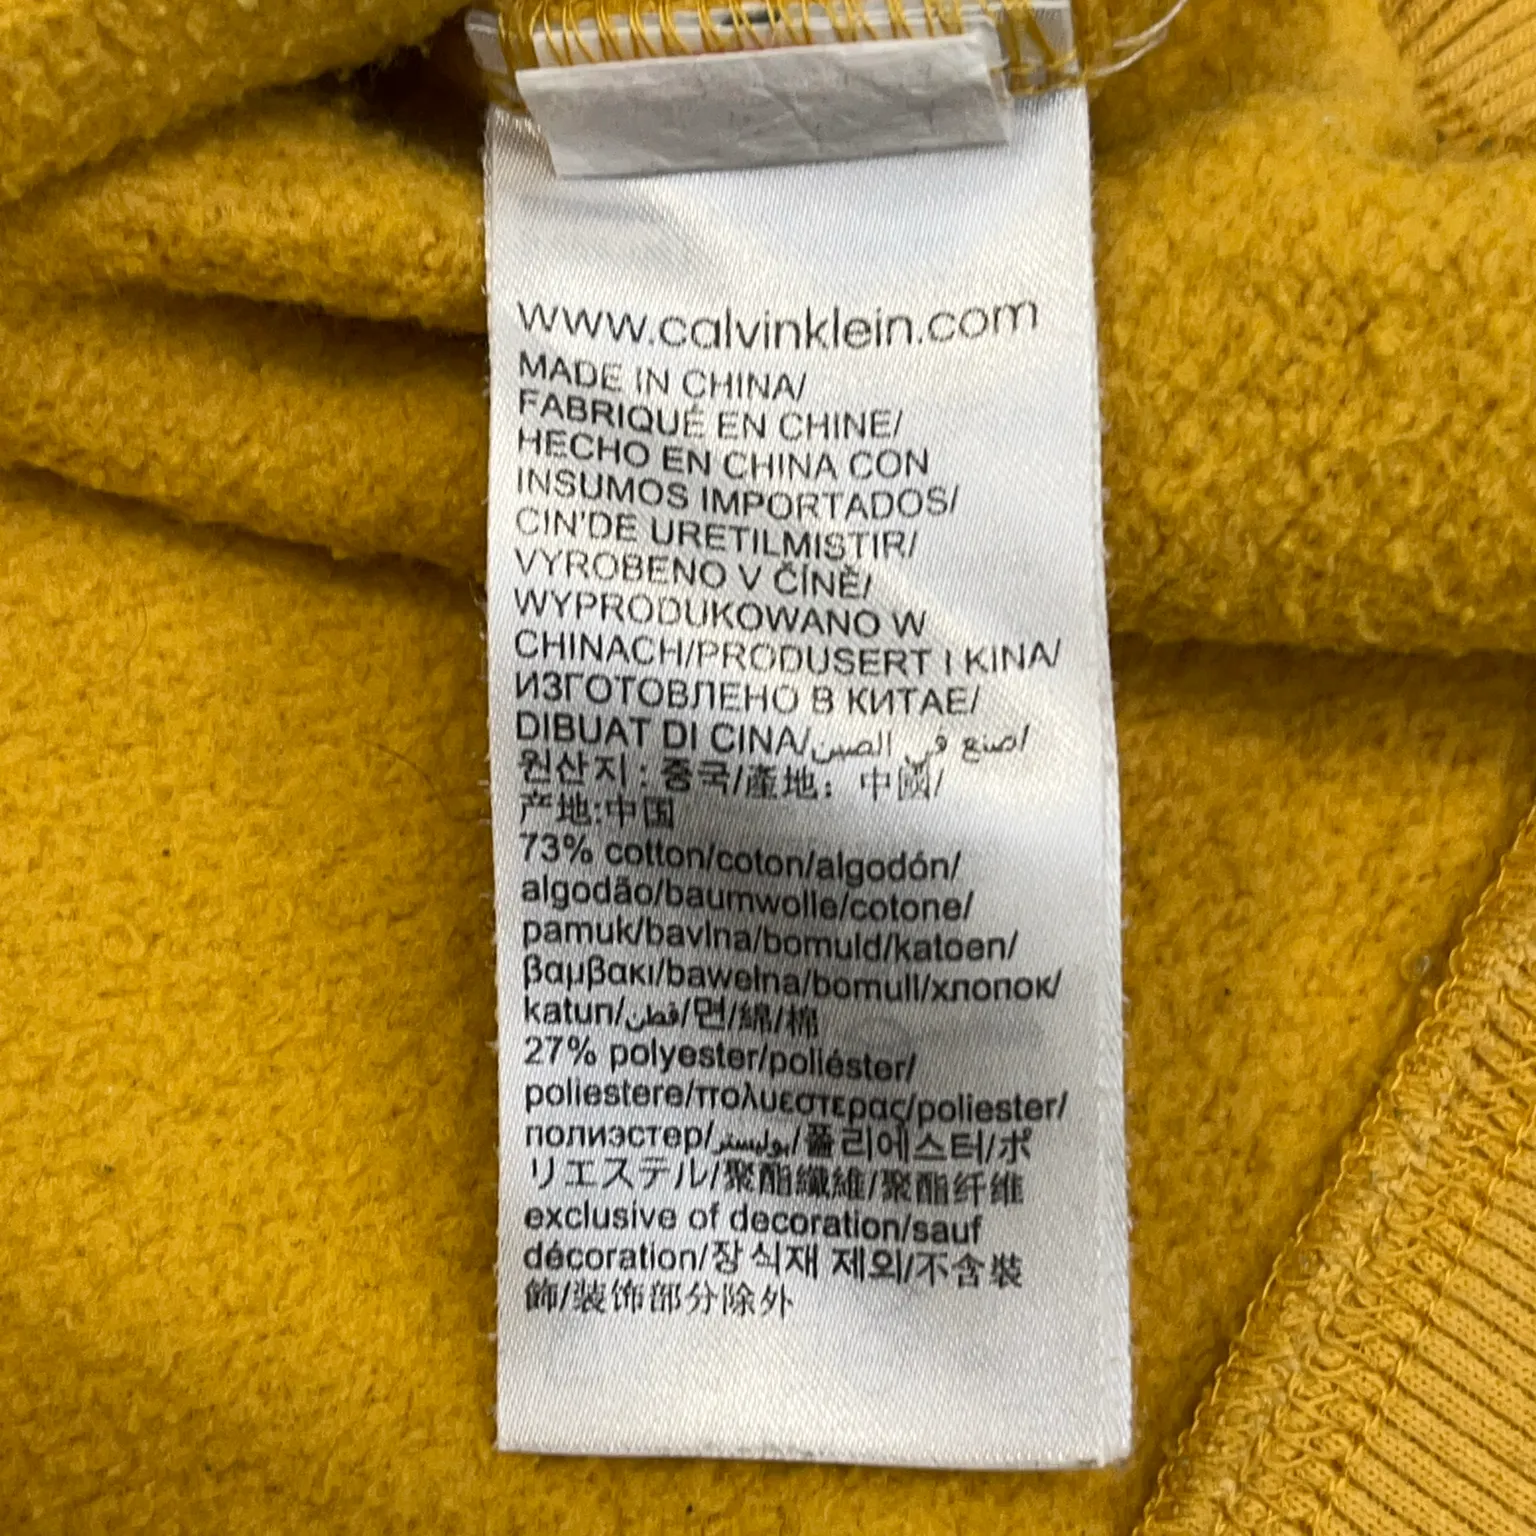 www.calvinklein.com
MADE IN CHINA/
FABRIQUÉ EN CHINE/
HECHO EN CHINA CON
INSUMOS IMPORTADOS/
CIN'DE URETILMISTIR/
VYROBENO V ČÍNĚ/
WYPRODUKOWANO W
CHINACH/PRODUSERT I KINA/
ИЗГОТОВЛЕНО В КИТАЕ/
DIBUAT DI CINA/صنع في الصين/
원산지 : 중국/產地: 中國/
产地:中国
73% cotton/coton/algodón/
algodão/baumwolle/cotone/
pamuk/bavlna/bomuld/katoen/
βαμβακι/bawełna/bomull/хлопок/
katun/قطن/면/綿/棉
27% polyester/poliéster/
poliestere/πολυεστερας/poliester/
полиэстер/بوليستر/폴리에스터/ポ
リエステル/聚酯纖維/聚酯纤维
exclusive of decoration/sauf
décoration/장식재 제외/不含裝
飾/装饰部分除外